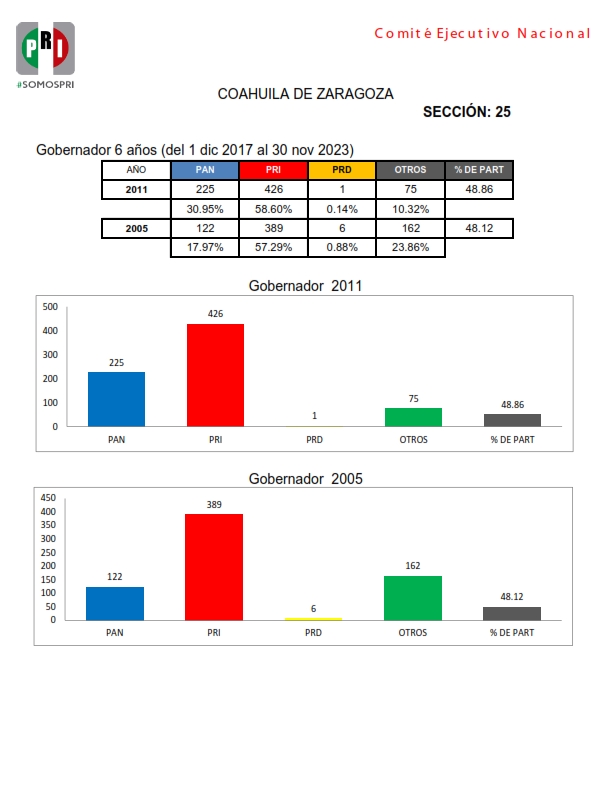 PRI
Comité Ejecutivo Nacional
#SOMOSPRI
COAHUILA DE ZARAGOZA
SECCIÓN: 25
Gobernador 6 años (del 1 dic 2017 al 30 nov 2023)
AÑO PAN PRI PRD OTROS % DE PART
2011 225 426 1 75 48.86
30.95% 58.60% 0.14% 10.32%
2005 122 389 6 162 48.12
17.97% 57.29% 0.88% 23.86%
Gobernador 2011
500
400
300
200
100
0
225
426
1
75
48.86
PAN PRI PRD OTROS % DE PART
Gobernador 2005
450
400
350
300
250
200
150
100
50
0
122
389
6
162
48.12
PAN PRI PRD OTROS % DE PART